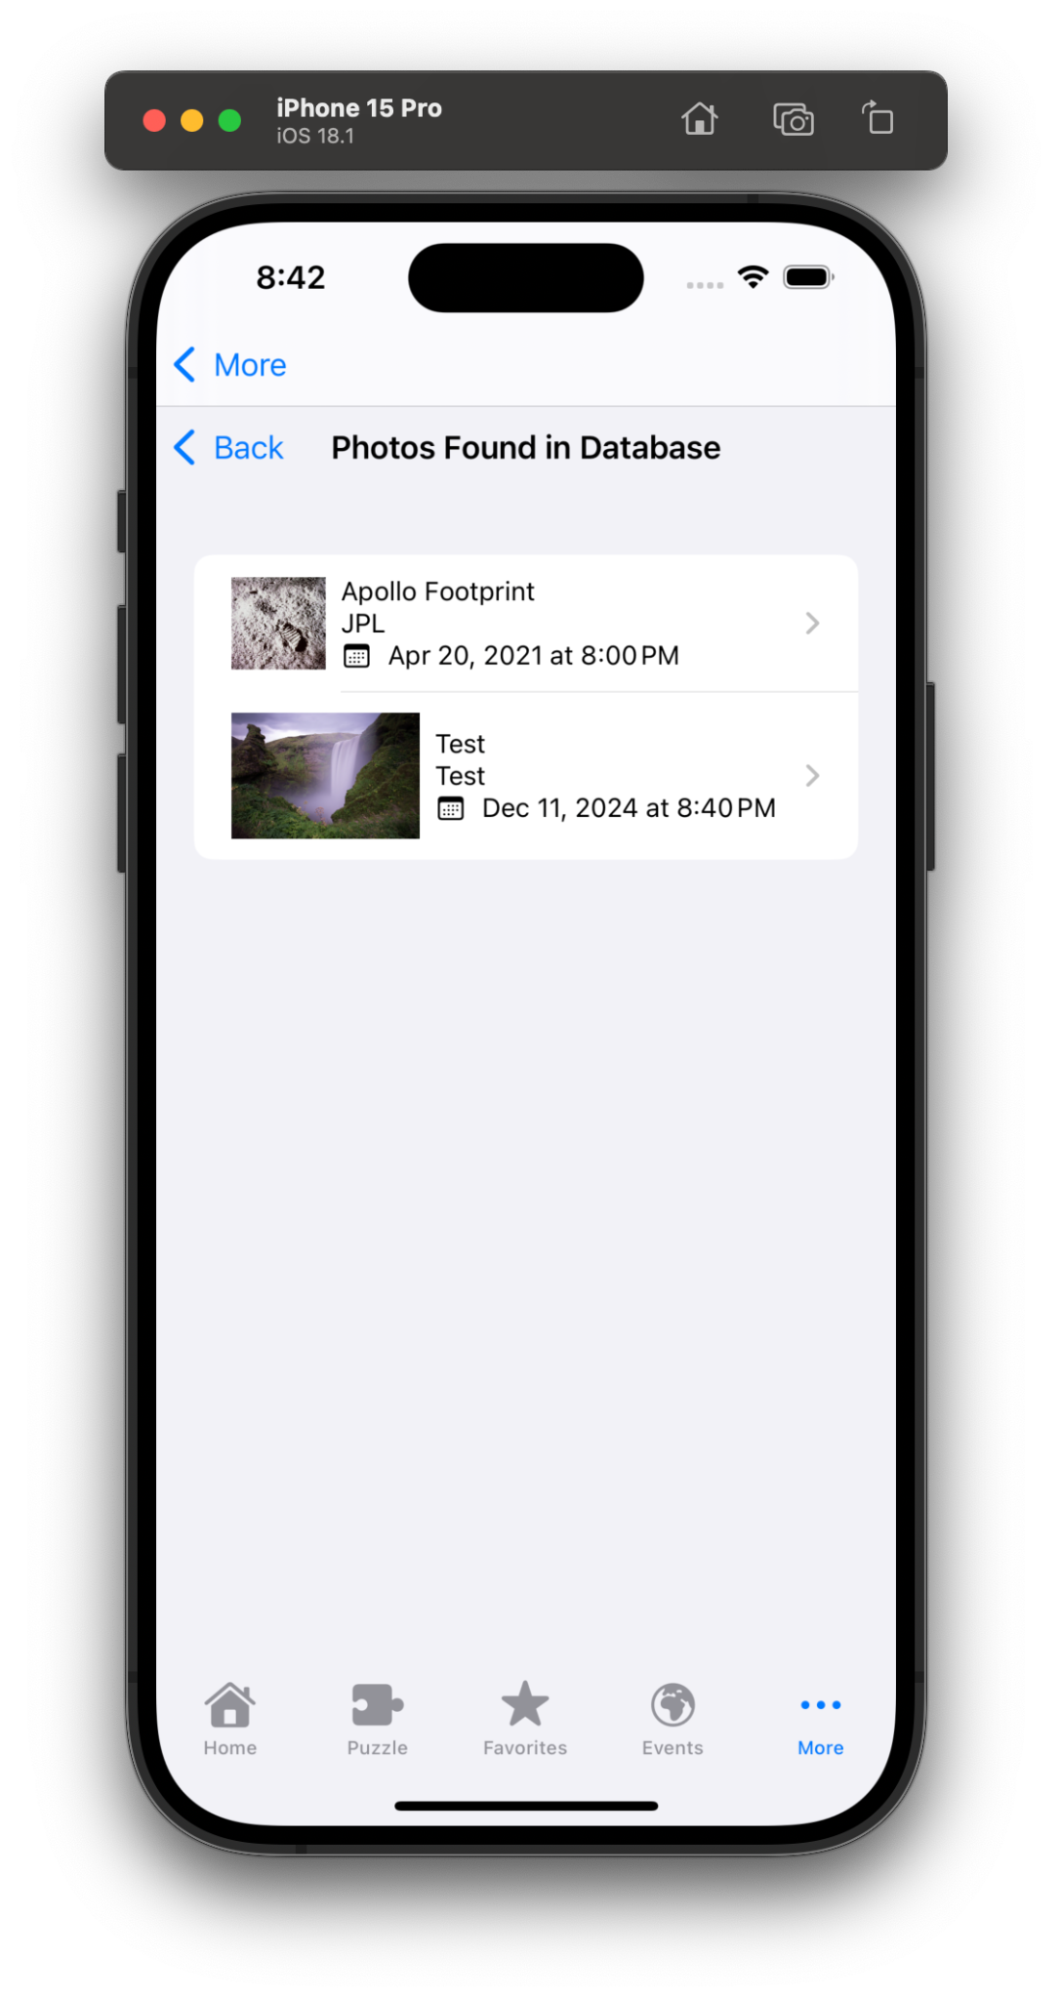 iPhone 15 Pro
iOS 18.1
8:42
More
Back Photos Found in Database
Apollo Footprint
JPL
Apr 20, 2021 at 8:00 PM
Test
Test
Dec 11, 2024 at 8:40 PM
Home Puzzle Favorites Events More